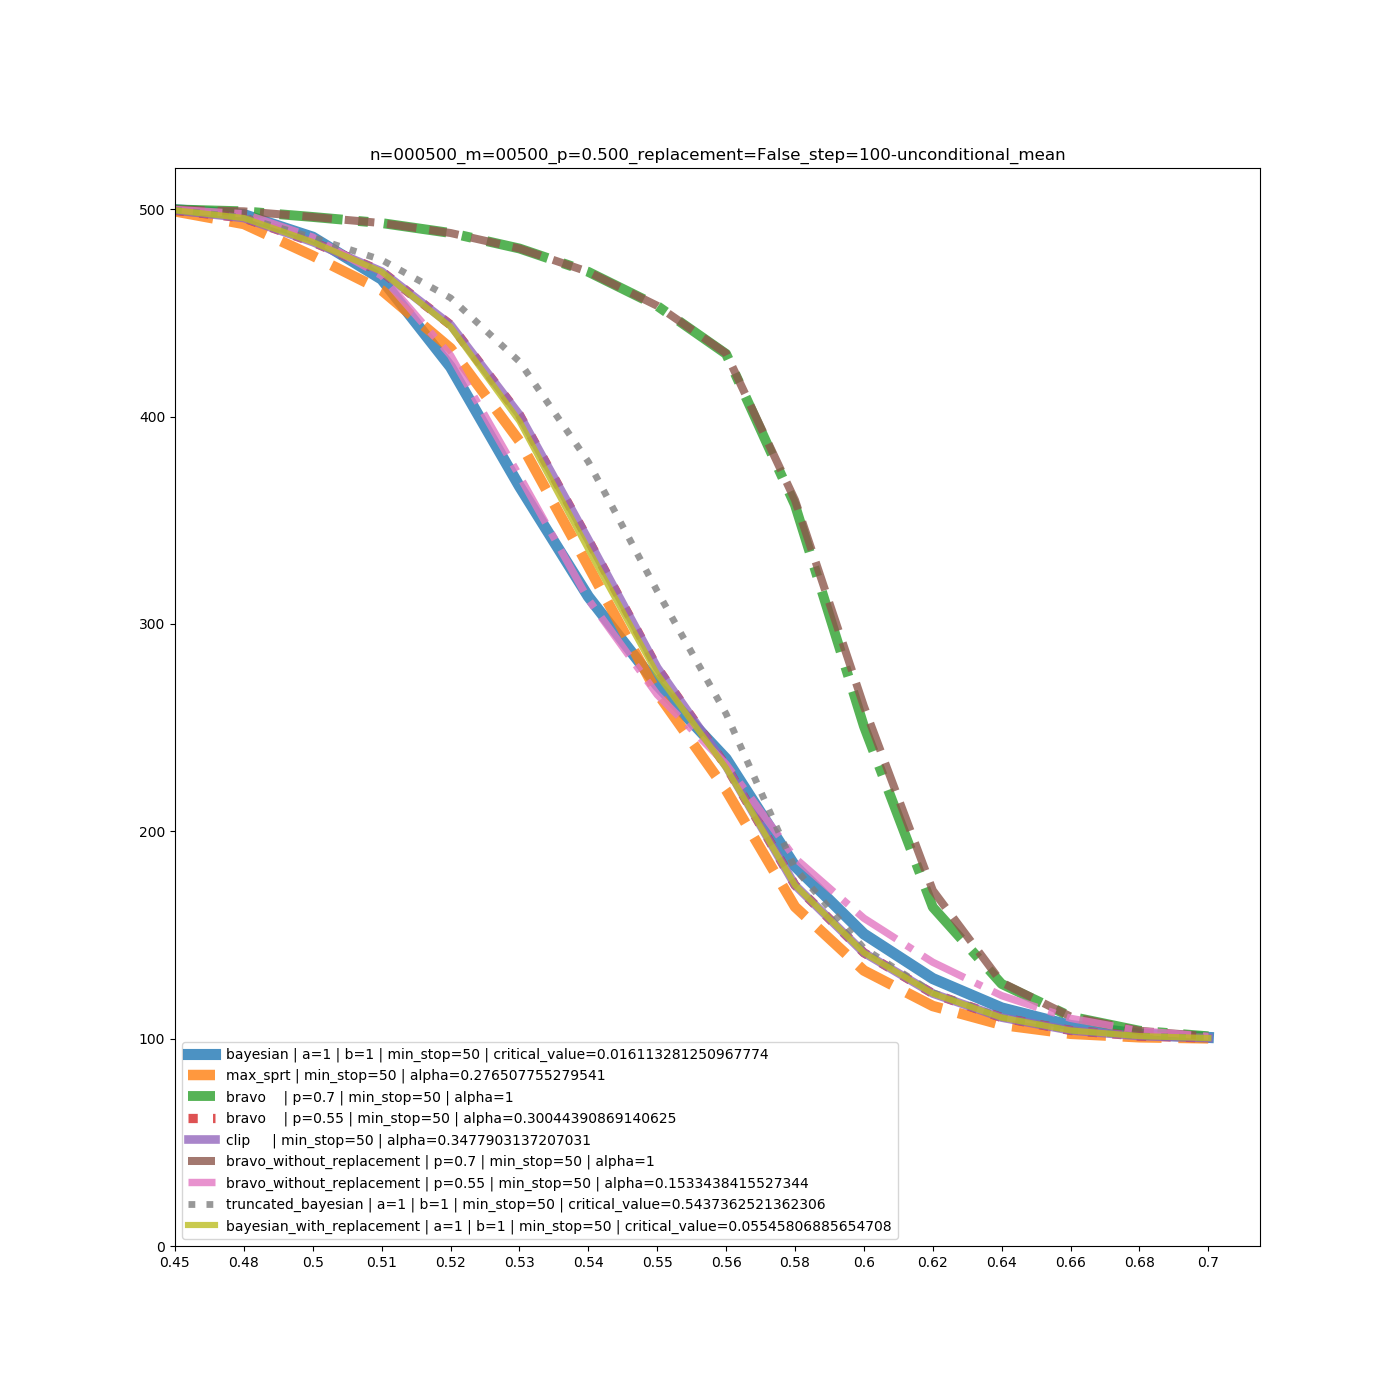 n=000500_m=00500_p=0.500_replacement=False_step=100-unconditional_mean
500
400
300
200
100
0
bayesian | a=1 | b=1 | min_stop=50 | critical_value=0.016113281250967774
max_sprt | min_stop=50 | alpha=0.276507755279541
bravo | p=0.7 | min_stop=50 | alpha=1
bravo | p=0.55 | min_stop=50 | alpha=0.30044390869140625
clip | min_stop=50 | alpha=0.3477903137207031
bravo_without_replacement | p=0.7 | min_stop=50 | alpha=1
bravo_without_replacement | p=0.55 | min_stop=50 | alpha=0.1533438415527344
truncated_bayesian | a=1 | b=1 | min_stop=50 | critical_value=0.5437362521362306
bayesian_with_replacement | a=1 | b=1 | min_stop=50 | critical_value=0.05545806885654708
0.45 0.48 0.5 0.51 0.52 0.53 0.54 0.55 0.56 0.58 0.6 0.62 0.64 0.66 0.68 0.7